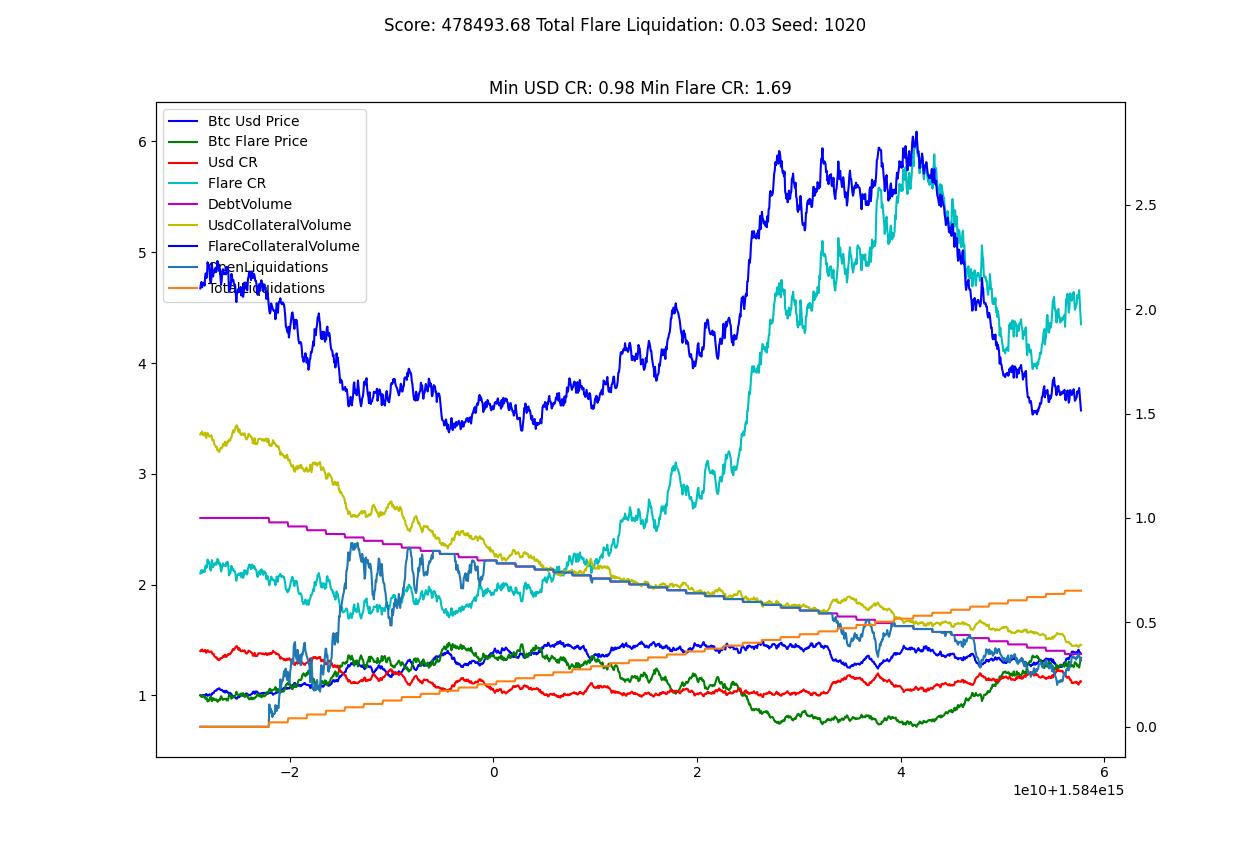 Score: 478493.68 Total Flare Liquidation: 0.03 Seed: 1020
Min USD CR: 0.98 Min Flare CR: 1.69
Btc Usd Price
Btc Flare Price
Usd CR
Flare CR
DebtVolume
UsdCollateralVolume
FlareCollateralVolume
OpenLiquidations
TotalLiquidations
6
5
4
3
2
1
2.5
2.0
1.5
1.0
0.5
0.0
−2 0 2 4 6
1e10+1.584e15